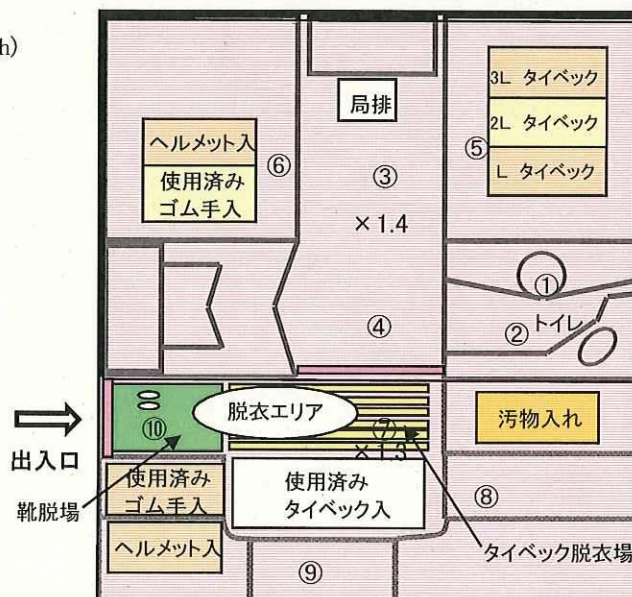 h)
3L タイベック
2L タイベック
L タイベック
⑤
局排
ヘルメット入
使用済み
ゴム手入
⑥
③
×1.4
①
②
トイレ
④
脱衣エリア
⑦
×1.3
⑩
汚物入れ
出入口
靴脱場
使用済み
ゴム手入
使用済み
タイベック入
⑧
ヘルメット入
⑨
タイベック脱衣場